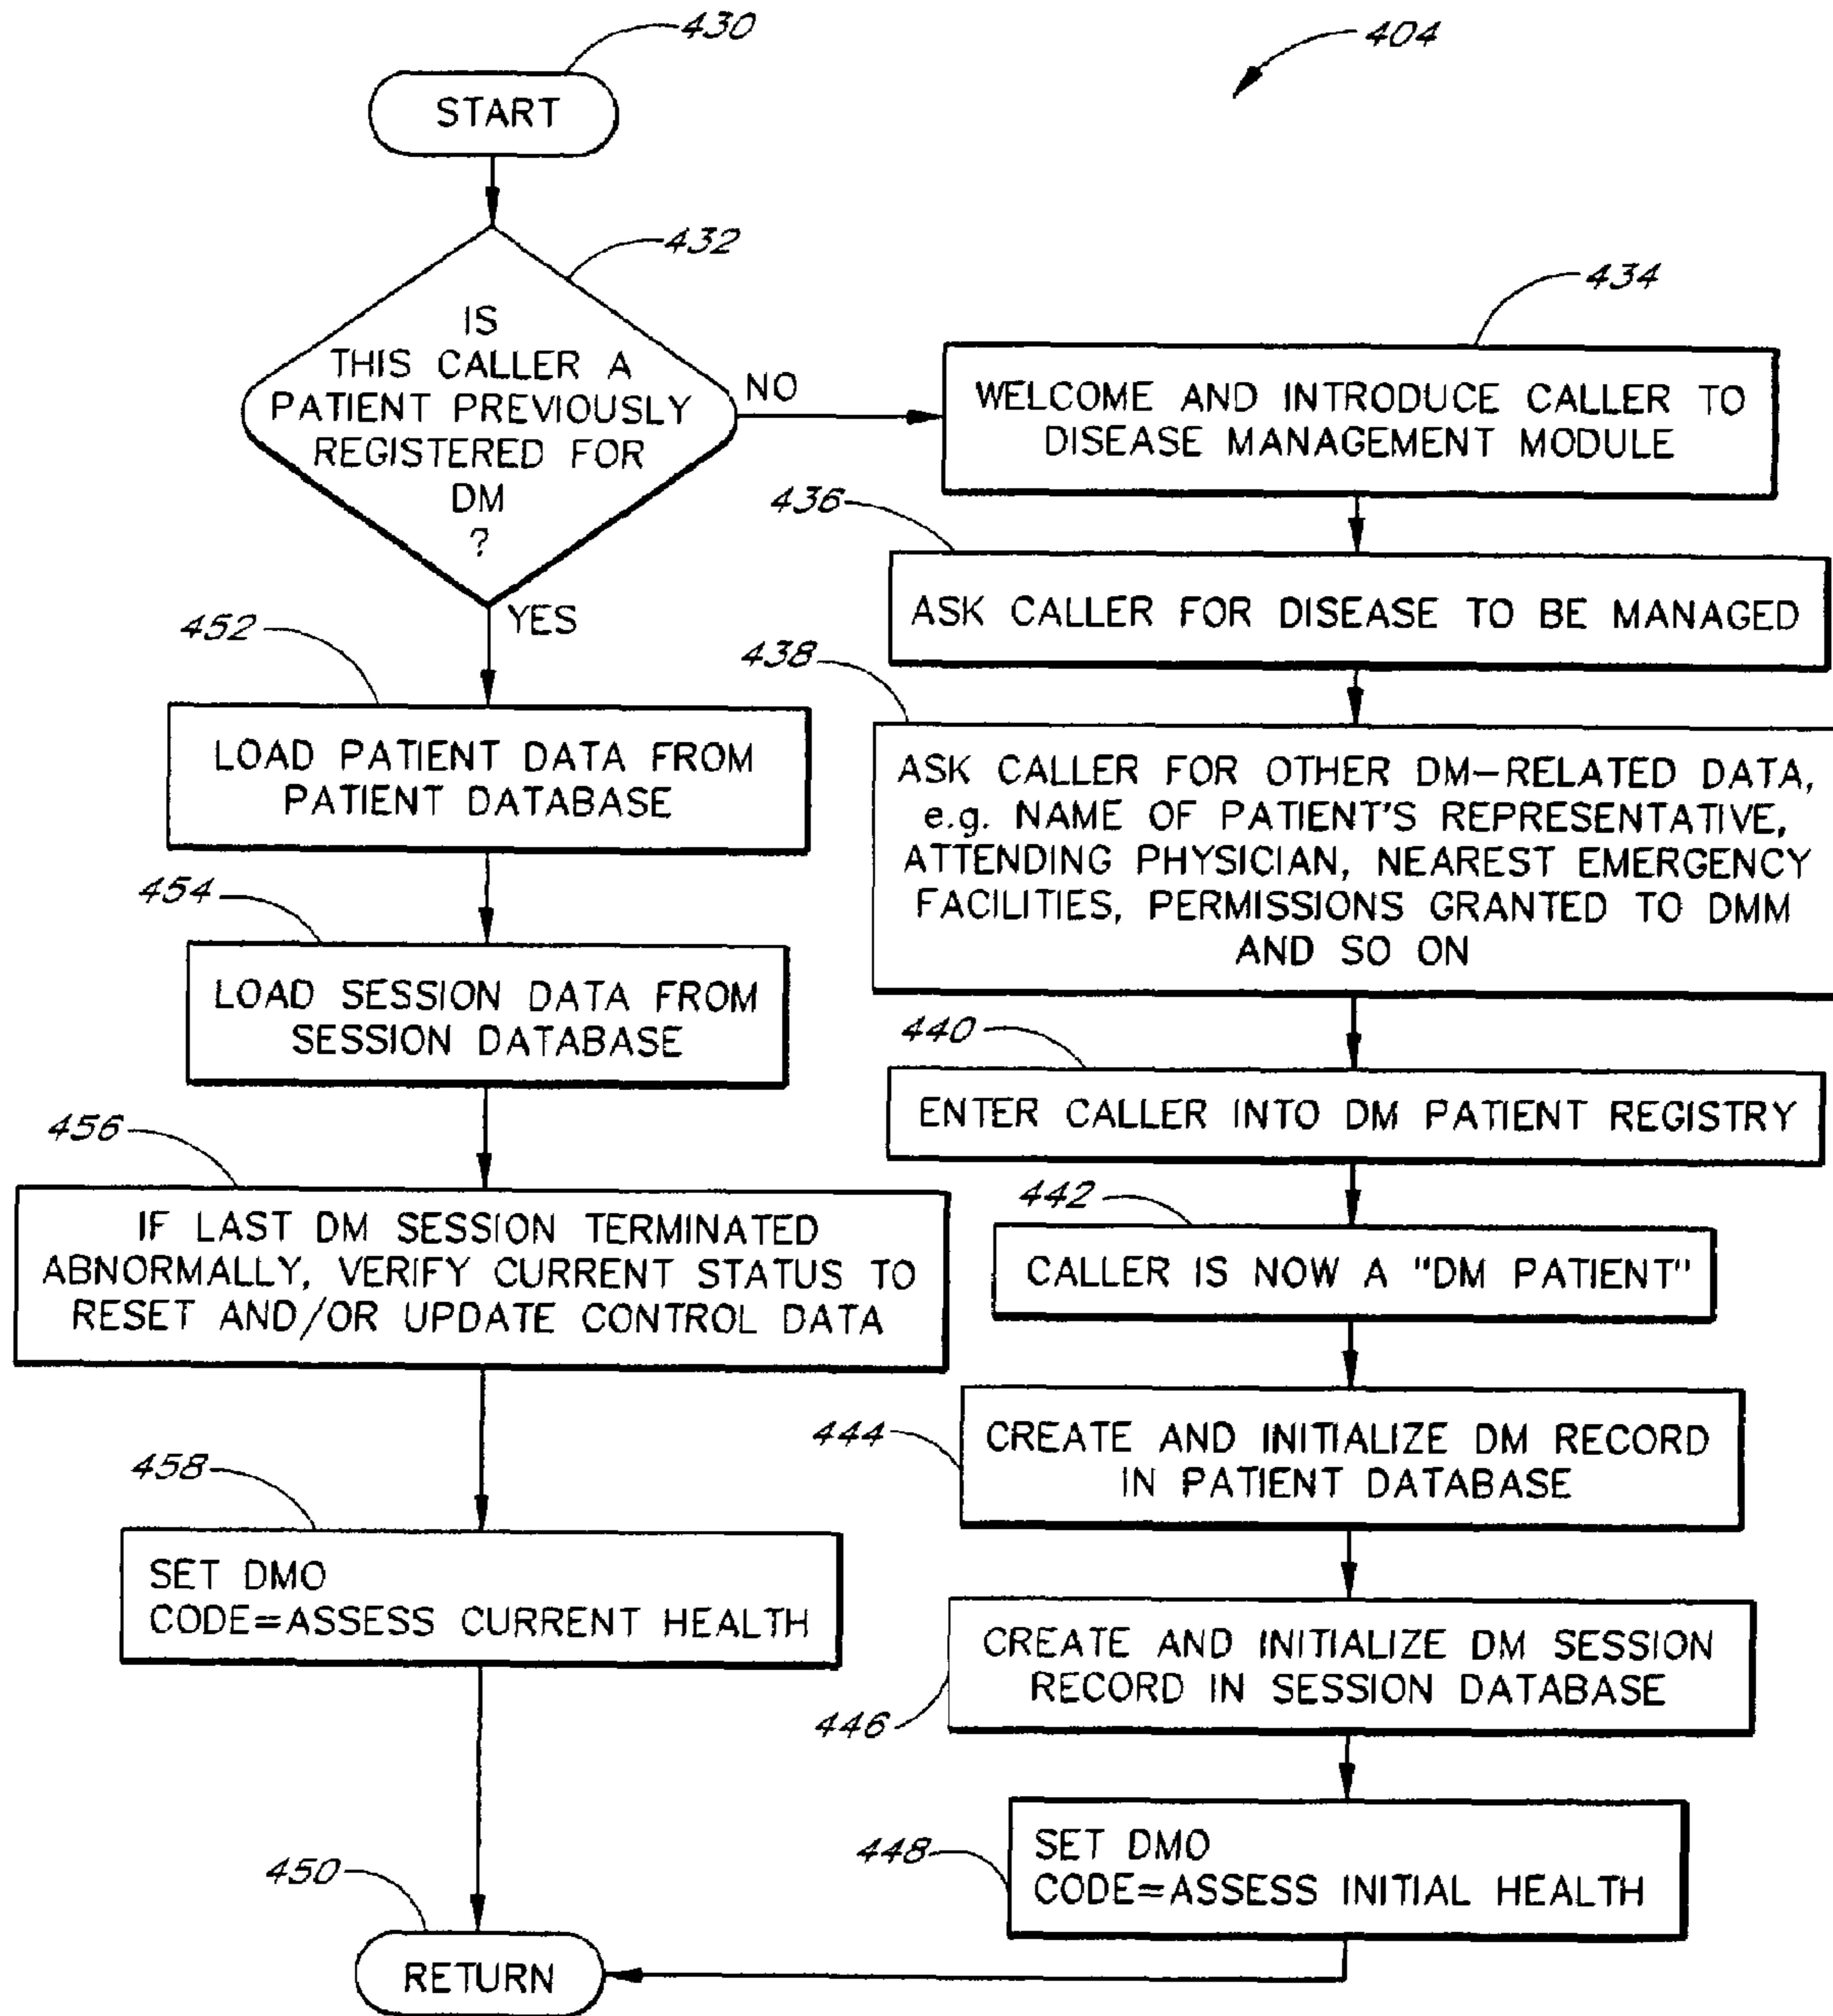 430
404
START
432
IS
THIS CALLER A
PATIENT PREVIOUSLY
REGISTERED FOR
DM
?
NO
YES
434
WELCOME AND INTRODUCE CALLER TO
DISEASE MANAGEMENT MODULE
436
ASK CALLER FOR DISEASE TO BE MANAGED
438
ASK CALLER FOR OTHER DM-RELATED DATA,
e.g. NAME OF PATIENT'S REPRESENTATIVE,
ATTENDING PHYSICIAN, NEAREST EMERGENCY
FACILITIES, PERMISSIONS GRANTED TO DMM
AND SO ON
440
ENTER CALLER INTO DM PATIENT REGISTRY
442
CALLER IS NOW A "DM PATIENT"
444
CREATE AND INITIALIZE DM RECORD
IN PATIENT DATABASE
446
CREATE AND INITIALIZE DM SESSION
RECORD IN SESSION DATABASE
448
SET DMO
CODE=ASSESS INITIAL HEALTH
452
LOAD PATIENT DATA FROM
PATIENT DATABASE
454
LOAD SESSION DATA FROM
SESSION DATABASE
456
IF LAST DM SESSION TERMINATED
ABNORMALLY, VERIFY CURRENT STATUS TO
RESET AND/OR UPDATE CONTROL DATA
458
SET DMO
CODE=ASSESS CURRENT HEALTH
450
RETURN